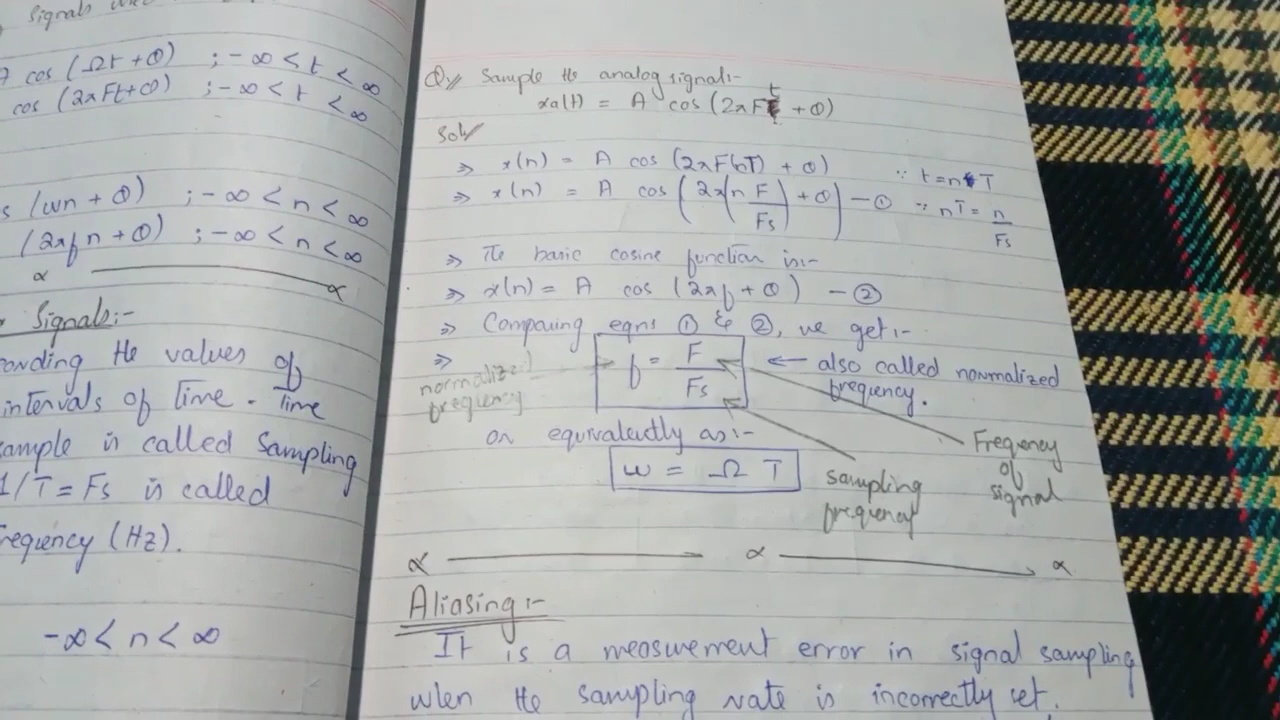 Signals
cos (Ωt + Θ) ; -∞ < t < ∞
cos (2πFt + Θ) ; -∞ < t < ∞
(ωn + Θ) ; -∞ < n < ∞
(2πfn + Θ) ; -∞ < n < ∞
α α
Signals:-
the values of
intervals of Time. Time
sample is called Sampling
1/T = Fs is called
(Hz).
-∞ < n < ∞
Q» Sample the analog signal:-
xa(t) = A cos (2πFt + Θ)
Sol
⇒ x(n) = A cos (2πF(nT) + Θ) ∵ t = nT
⇒ x(n) = A cos (2π(n F/Fs) + Θ) — ① ∵ nT = n/Fs
⇒ The basic cosine function is:-
⇒ x(n) = A cos (2πf + Θ) — ②
⇒ Comparing eqns ① & ②, we get:-
⇒ f = F/Fs ← also called normalized
frequency.
normalized
frequency
or equivalently as:-
ω = Ω T
sampling
frequency
Frequency
of
signal
α α α
Aliasing:-
It is a measurement error in signal sampling
when the sampling rate is incorrectly set.